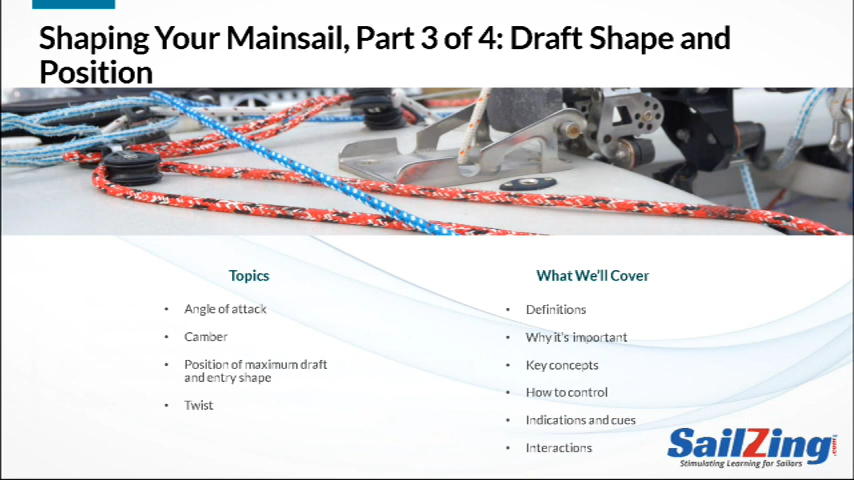 Shaping Your Mainsail, Part 3 of 4: Draft Shape and
Position
Topics
• Angle of attack
• Camber
• Position of maximum draft
and entry shape
• Twist
What We'll Cover
• Definitions
• Why it's important
• Key concepts
• How to control
• Indications and cues
• Interactions
SailZing.com
Stimulating Learning for Sailors